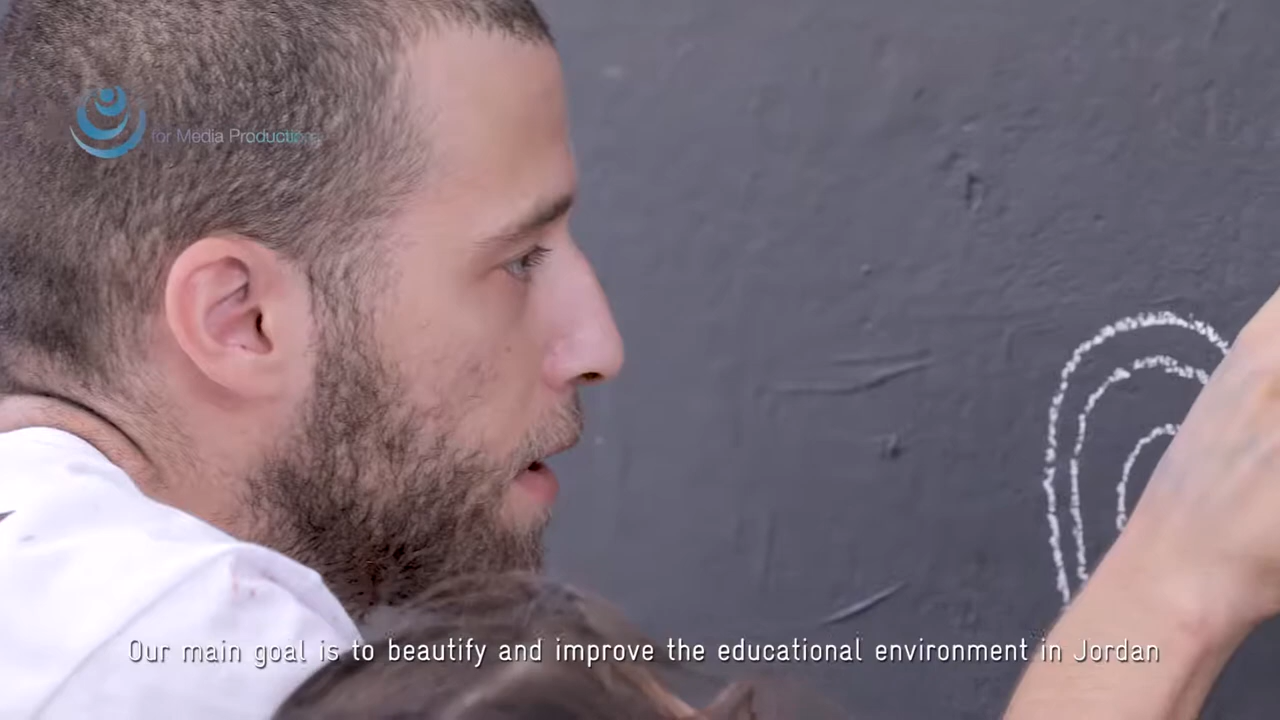 for Media Productions
Our main goal is to beautify and improve the educational environment in Jordan